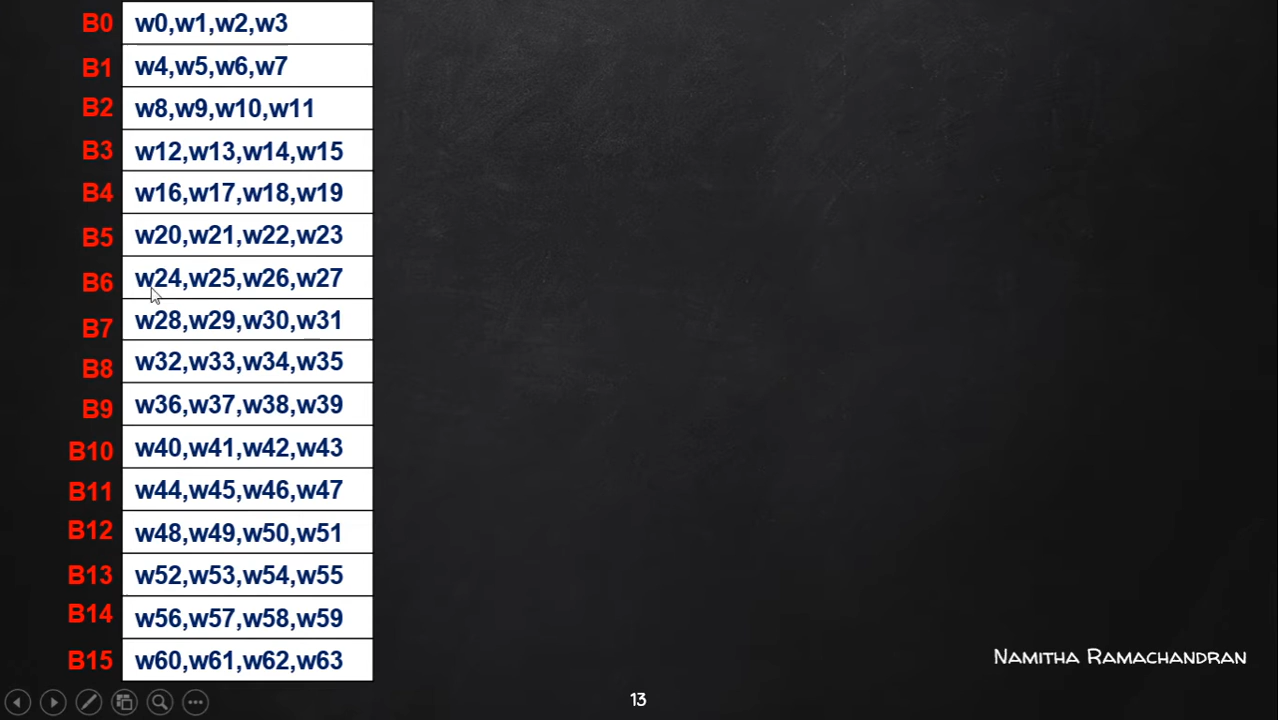 B0 w0,w1,w2,w3
B1 w4,w5,w6,w7
B2 w8,w9,w10,w11
B3 w12,w13,w14,w15
B4 w16,w17,w18,w19
B5 w20,w21,w22,w23
B6 w24,w25,w26,w27
B7 w28,w29,w30,w31
B8 w32,w33,w34,w35
B9 w36,w37,w38,w39
B10 w40,w41,w42,w43
B11 w44,w45,w46,w47
B12 w48,w49,w50,w51
B13 w52,w53,w54,w55
B14 w56,w57,w58,w59
B15 w60,w61,w62,w63
Namitha Ramachandran
13